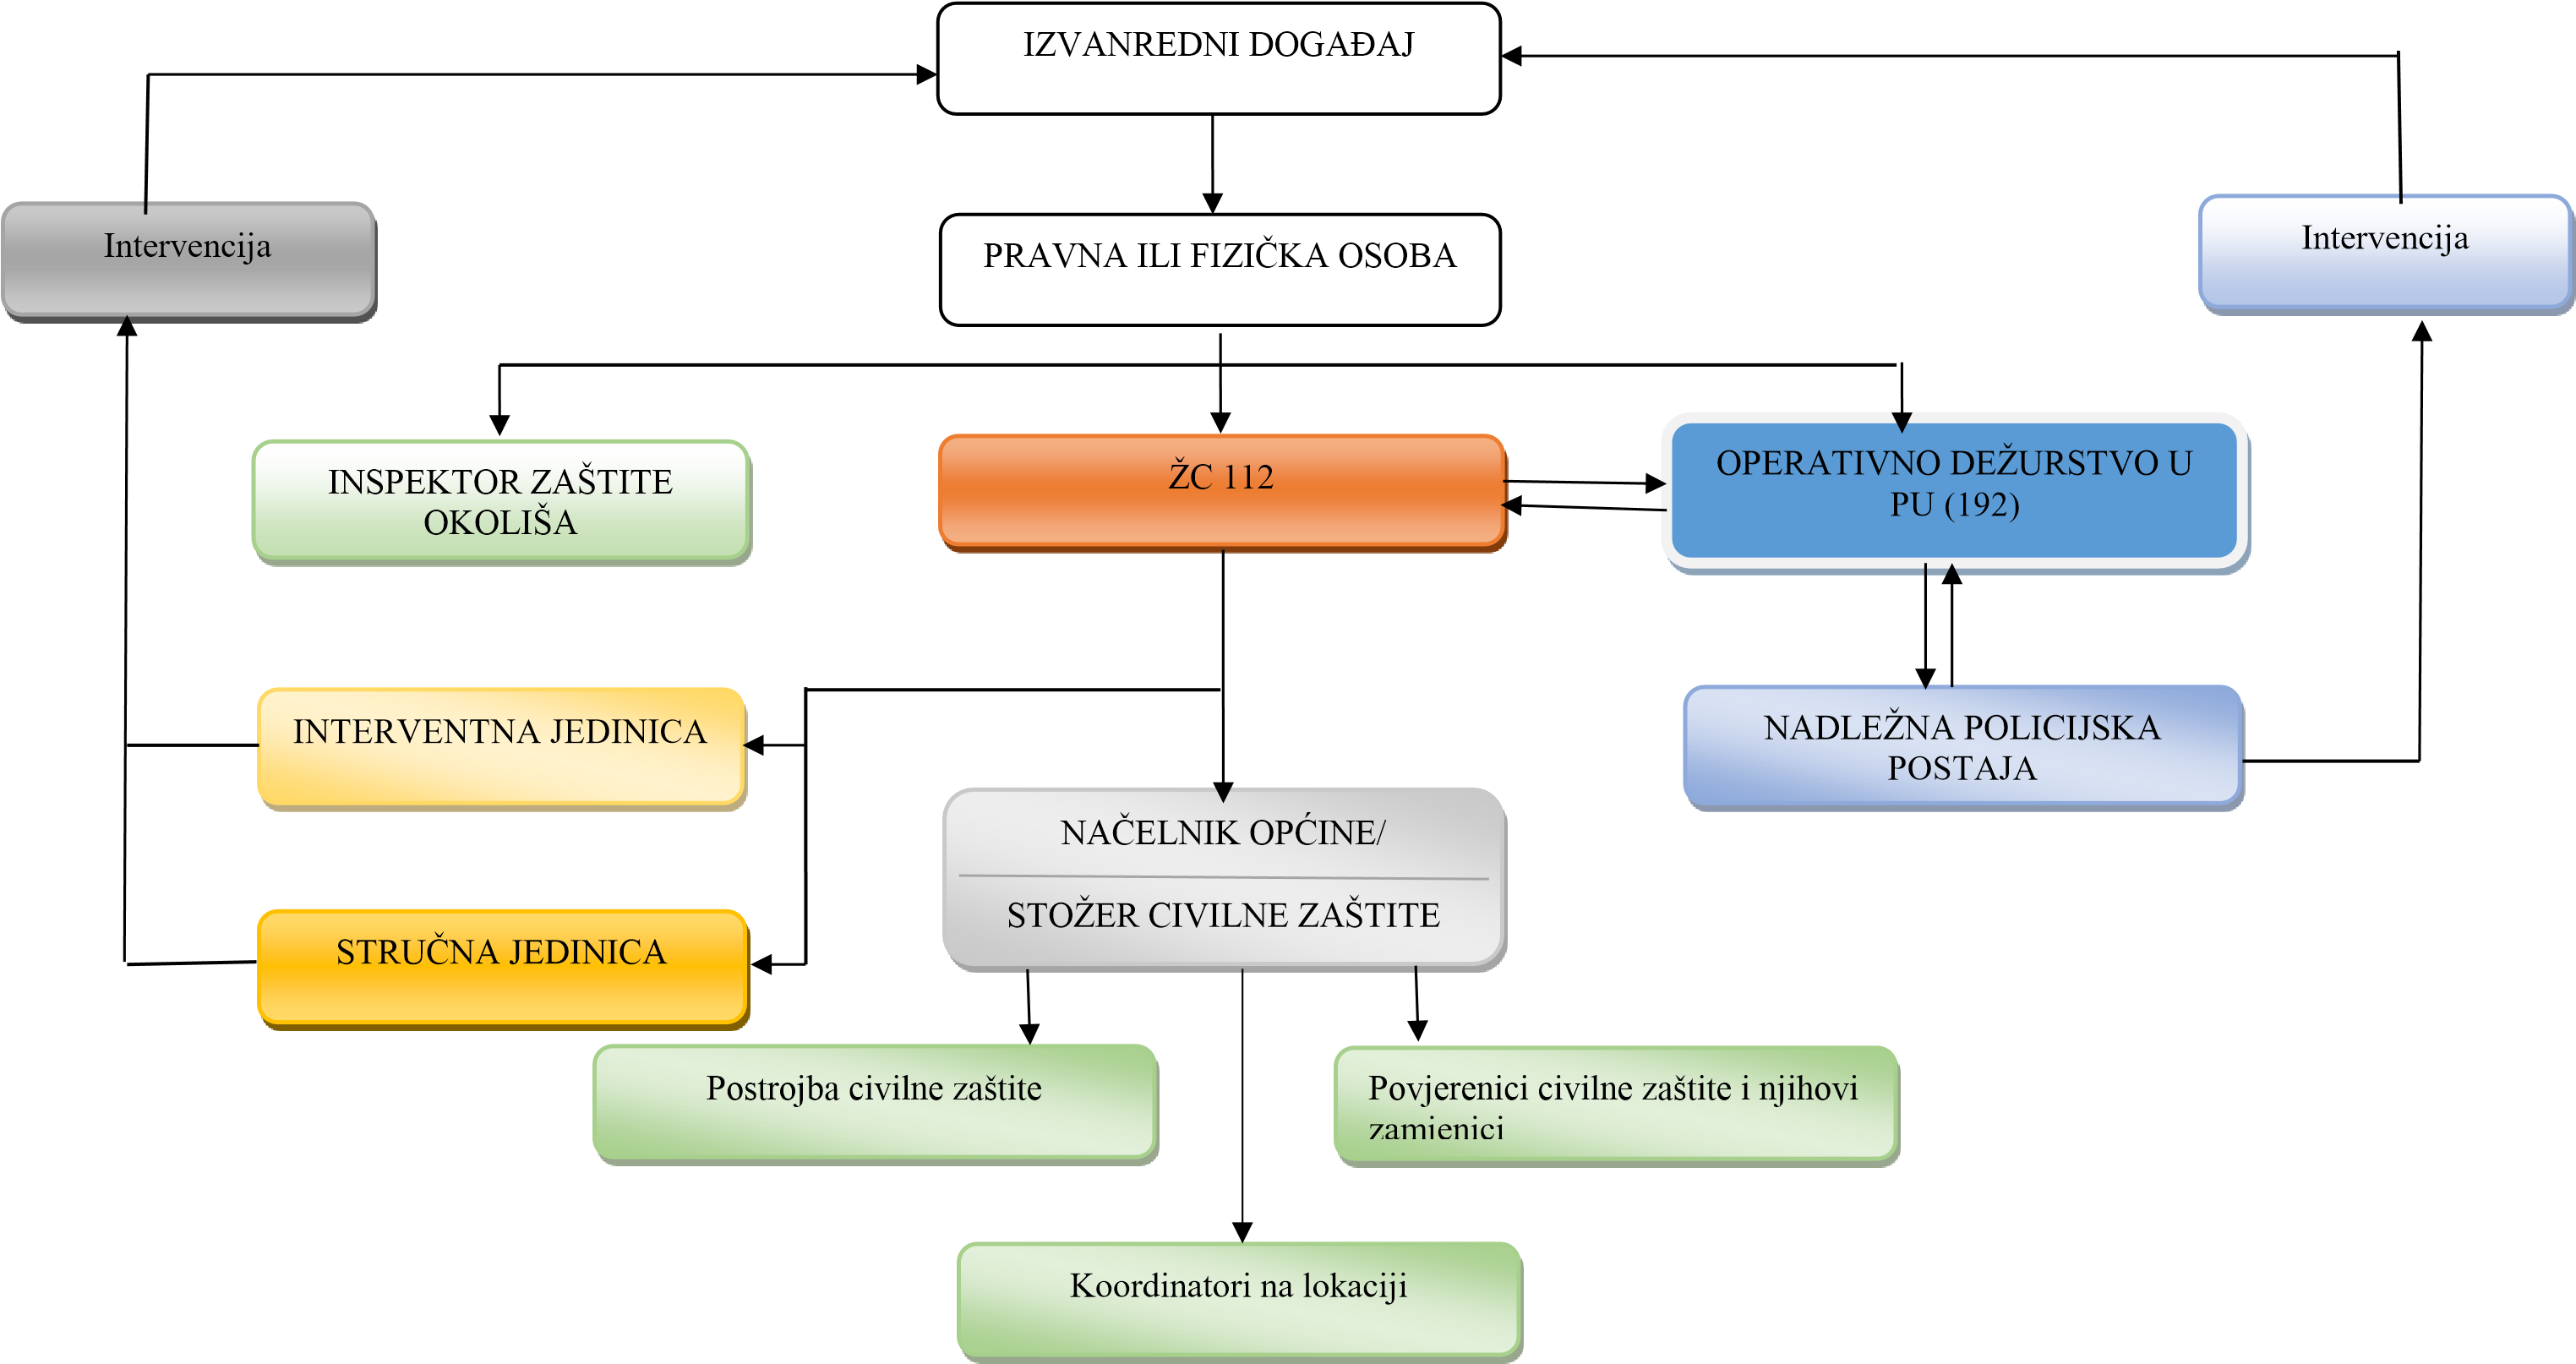 IZVANREDNI DOGAĐAJ
Intervencija
Intervencija
PRAVNA ILI FIZIČKA OSOBA
INSPEKTOR ZAŠTITE
OKOLIŠA
ŽC 112
OPERATIVNO DEŽURSTVO U
PU (192)
INTERVENTNA JEDINICA
NADLEŽNA POLICIJSKA
POSTAJA
NAČELNIK OPĆINE/
STOŽER CIVILNE ZAŠTITE
STRUČNA JEDINICA
Postrojba civilne zaštite
Povjerenici civilne zaštite i njihovi
zamjenici
Koordinatori na lokaciji